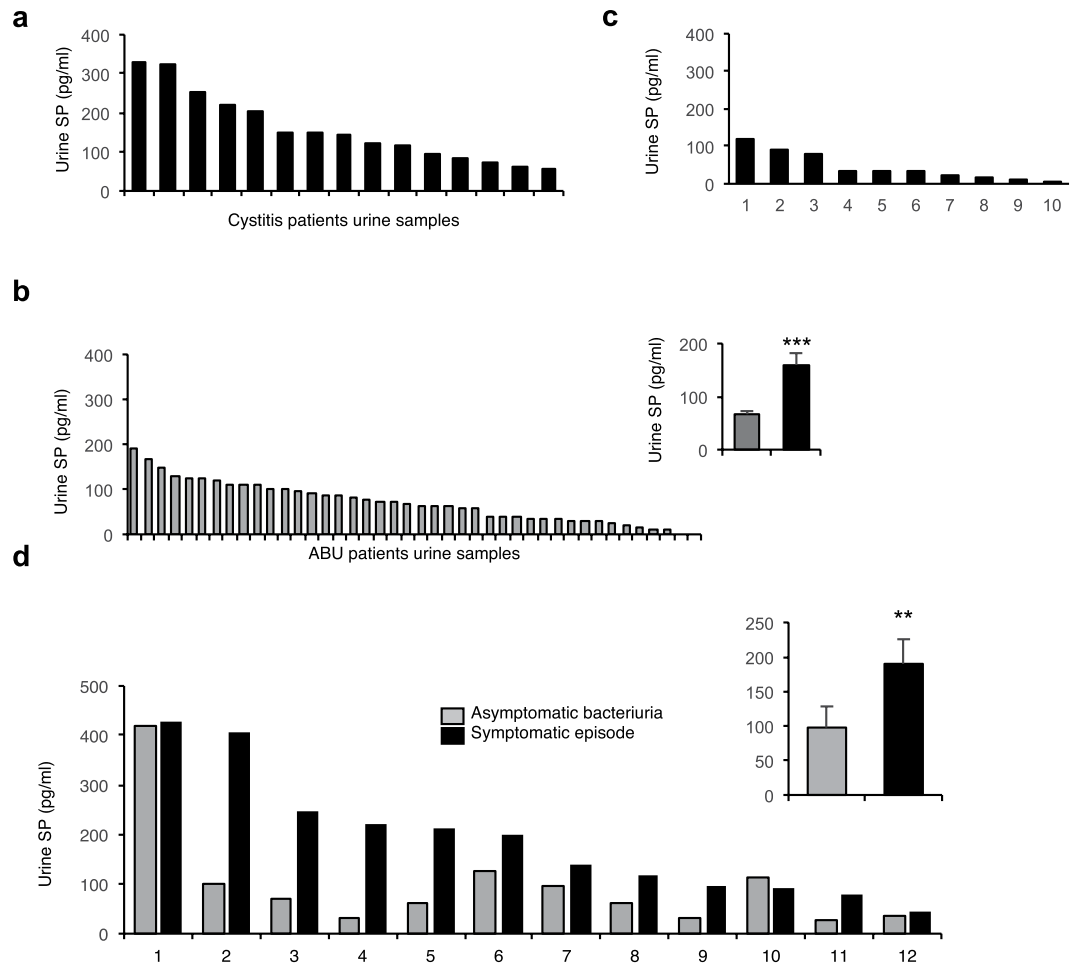 a
400
300
200
100
0
Urine SP (pg/ml)
Cystitis patients urine samples
c
400
300
200
100
0
Urine SP (pg/ml)
1 2 3 4 5 6 7 8 9 10
b
400
300
200
100
0
Urine SP (pg/ml)
ABU patients urine samples
200
100
0
Urine SP (pg/ml)
***
d
500
400
300
200
100
0
Urine SP (pg/ml)
Asymptomatic bacteriuria
Symptomatic episode
1 2 3 4 5 6 7 8 9 10 11 12
250
200
150
100
50
0
**